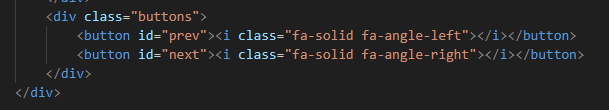 </div>
<div class="buttons">
<button id="prev"><i class="fa-solid fa-angle-left"></i></button>
<button id="next"><i class="fa-solid fa-angle-right"></i></button>
</div>
</div>